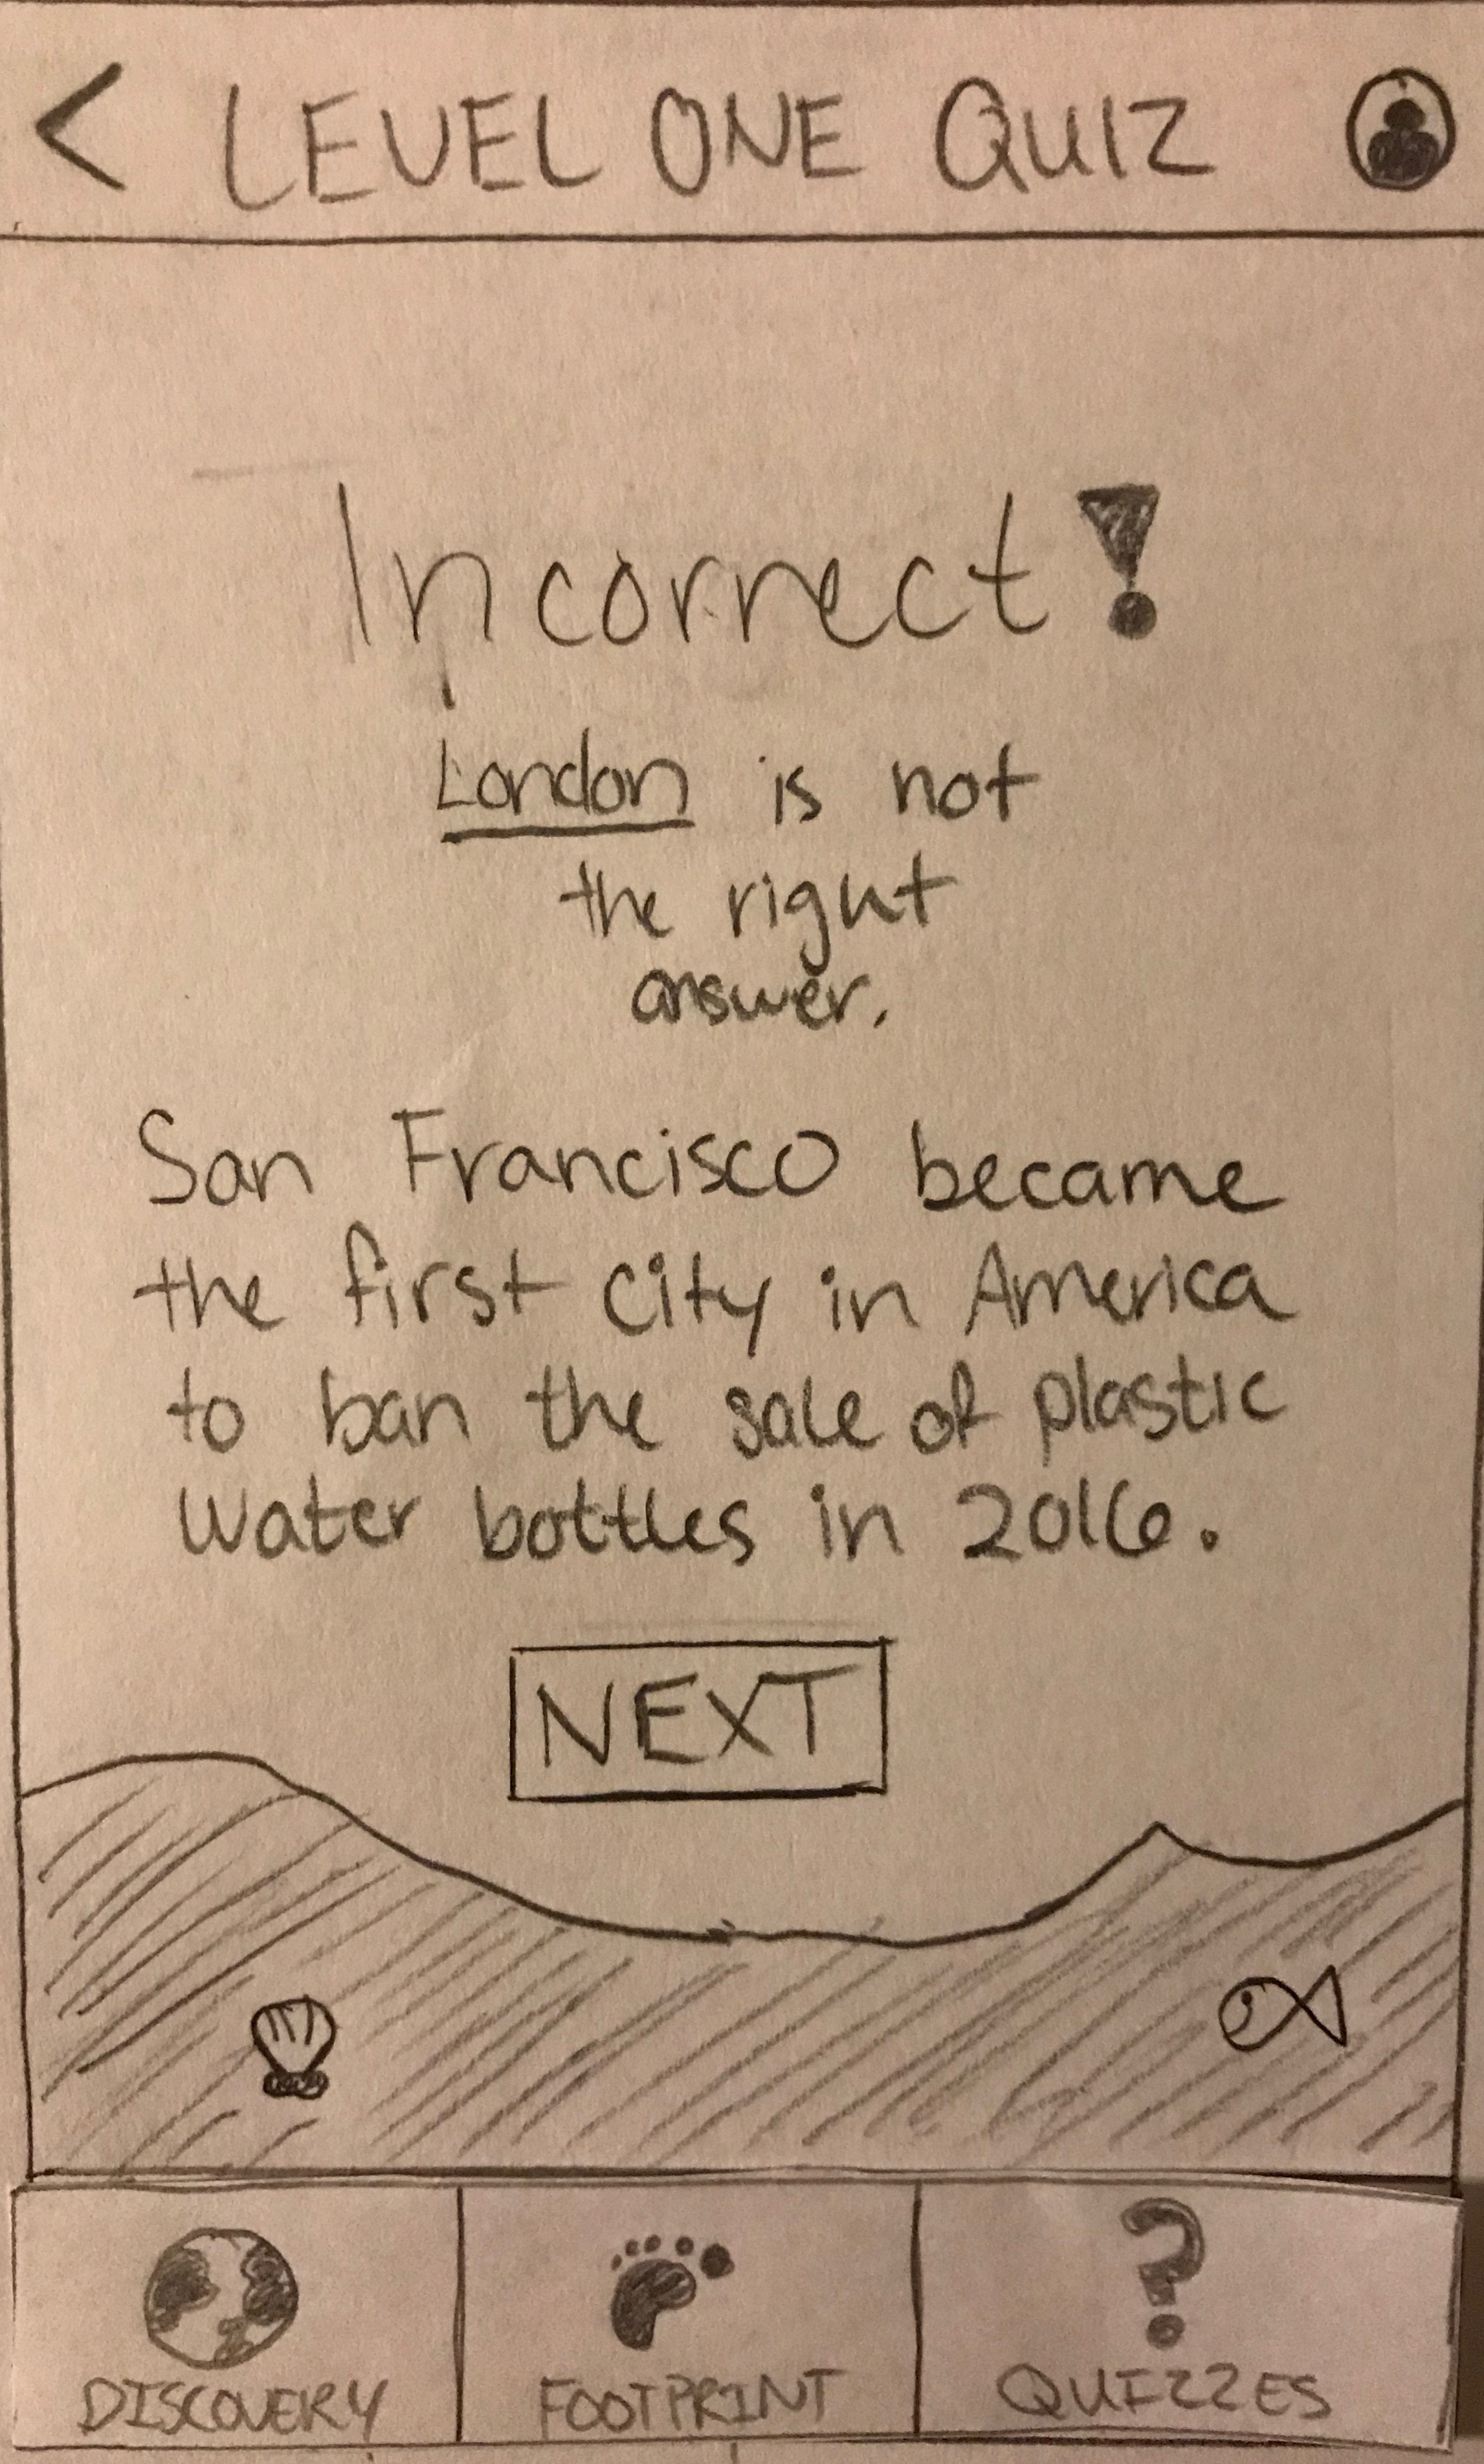 < LEVEL ONE QUIZ
Incorrect!
London is not
the right
answer.
San Francisco became
the first city in America
to ban the sale of plastic
water bottles in 2016.
NEXT
?
DISCOVERY FOOTPRINT QUIZZES